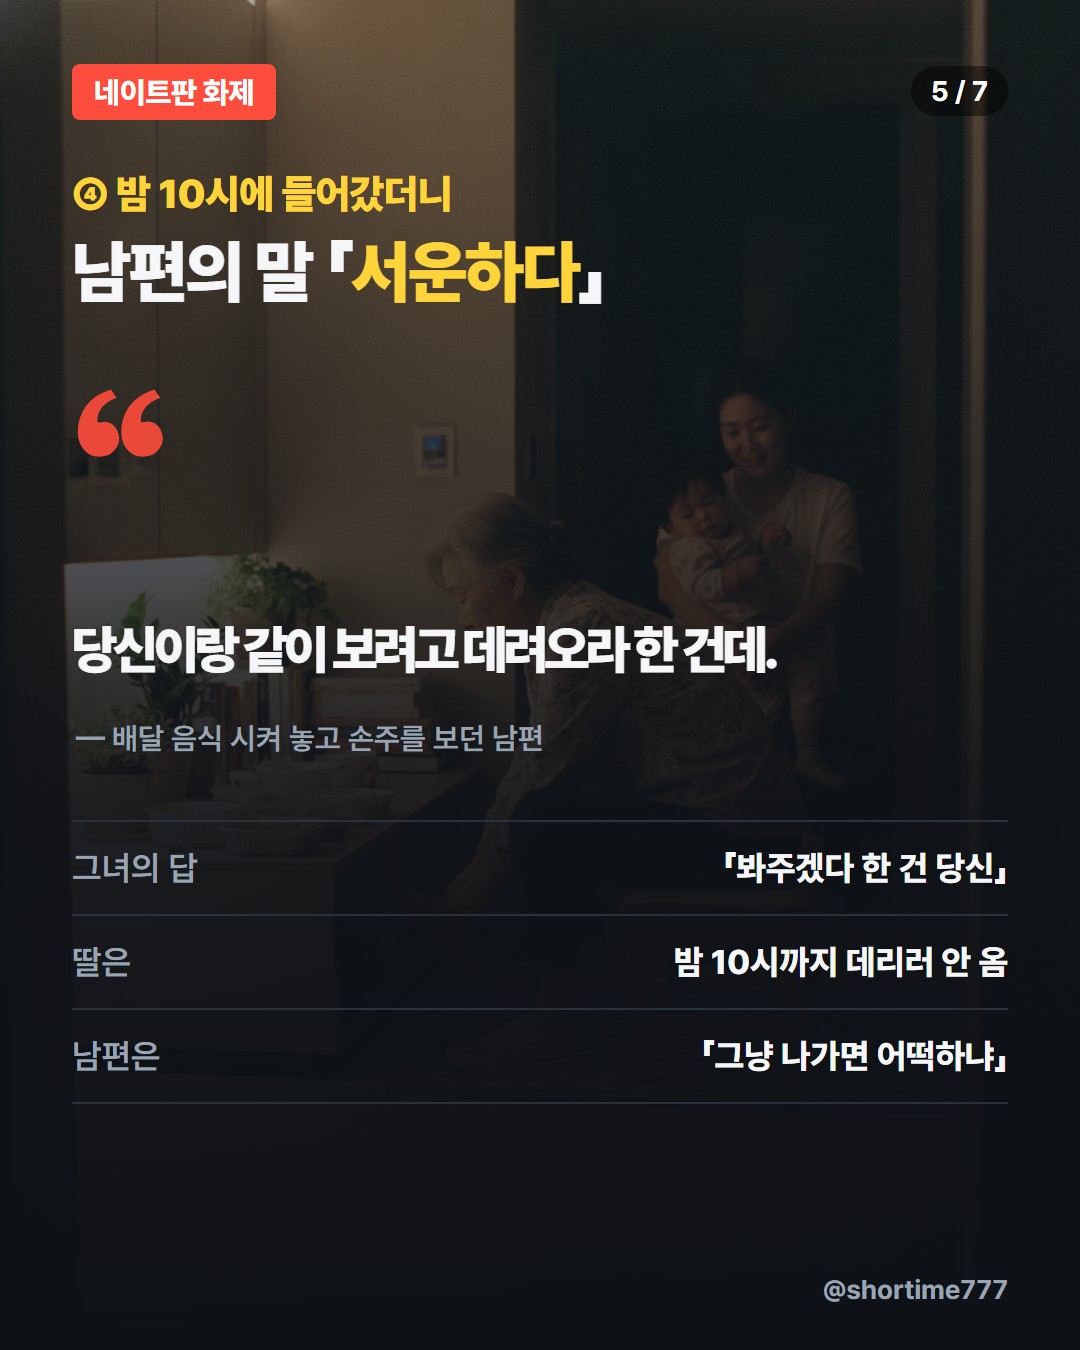 네이트판 화제
5 / 7
④ 밤 10시에 들어갔더니
남편의 말 「서운하다」
“
당신이랑 같이 보려고 데려오라 한 건데.
— 배달 음식 시켜 놓고 손주를 보던 남편
그녀의 답 「봐주겠다 한 건 당신」
딸은 밤 10시까지 데리러 안 옴
남편은 「그냥 나가면 어떡하냐」
@shortime777